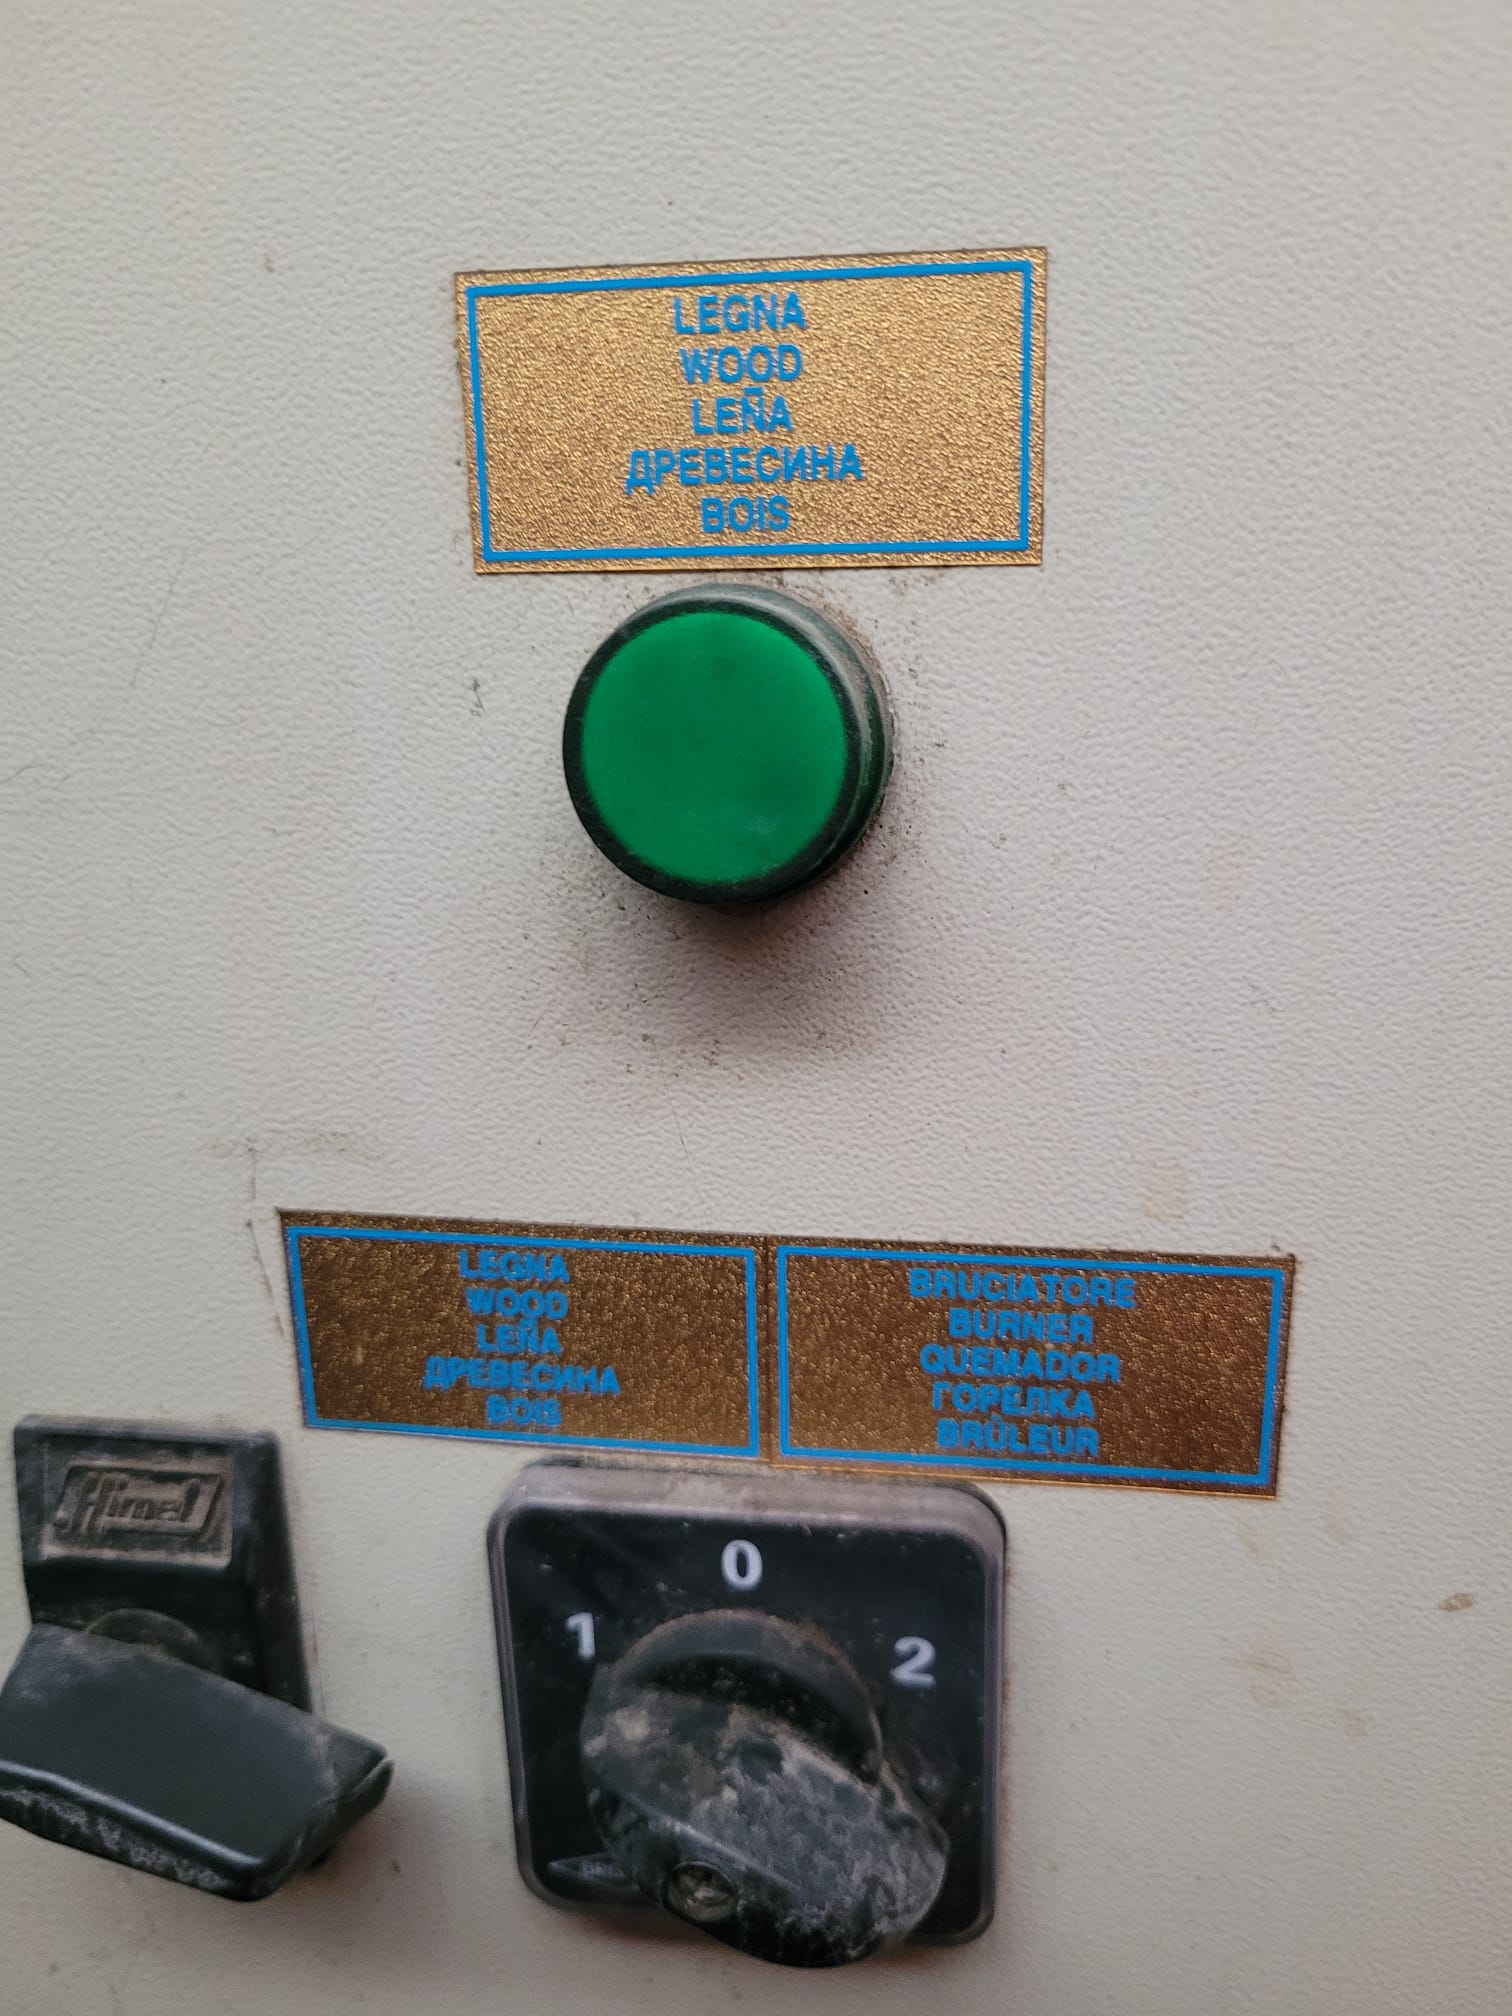 LEGNA
WOOD
LEÑA
ДРЕВЕСИНА
BOIS
LEGNA
WOOD
LEÑA
ДРЕВЕСИНА
BOIS
BRUCIATORE
BURNER
QUEMADOR
ГОРЕЛКА
BRÛLEUR
Himel
0
1 2